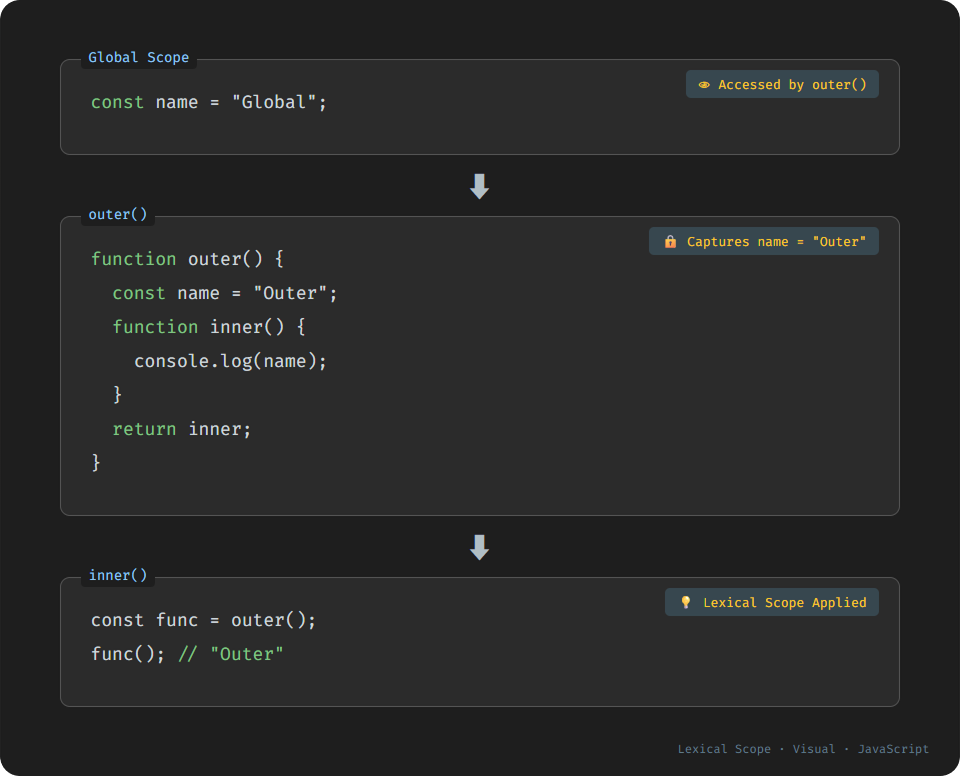 Global Scope
👁 Accessed by outer()
const name = "Global";
⬇
outer()
🔒 Captures name = "Outer"
function outer() {
  const name = "Outer";
  function inner() {
    console.log(name);
  }
  return inner;
}
⬇
inner()
💡 Lexical Scope Applied
const func = outer();
func(); // "Outer"
Lexical Scope · Visual · JavaScript